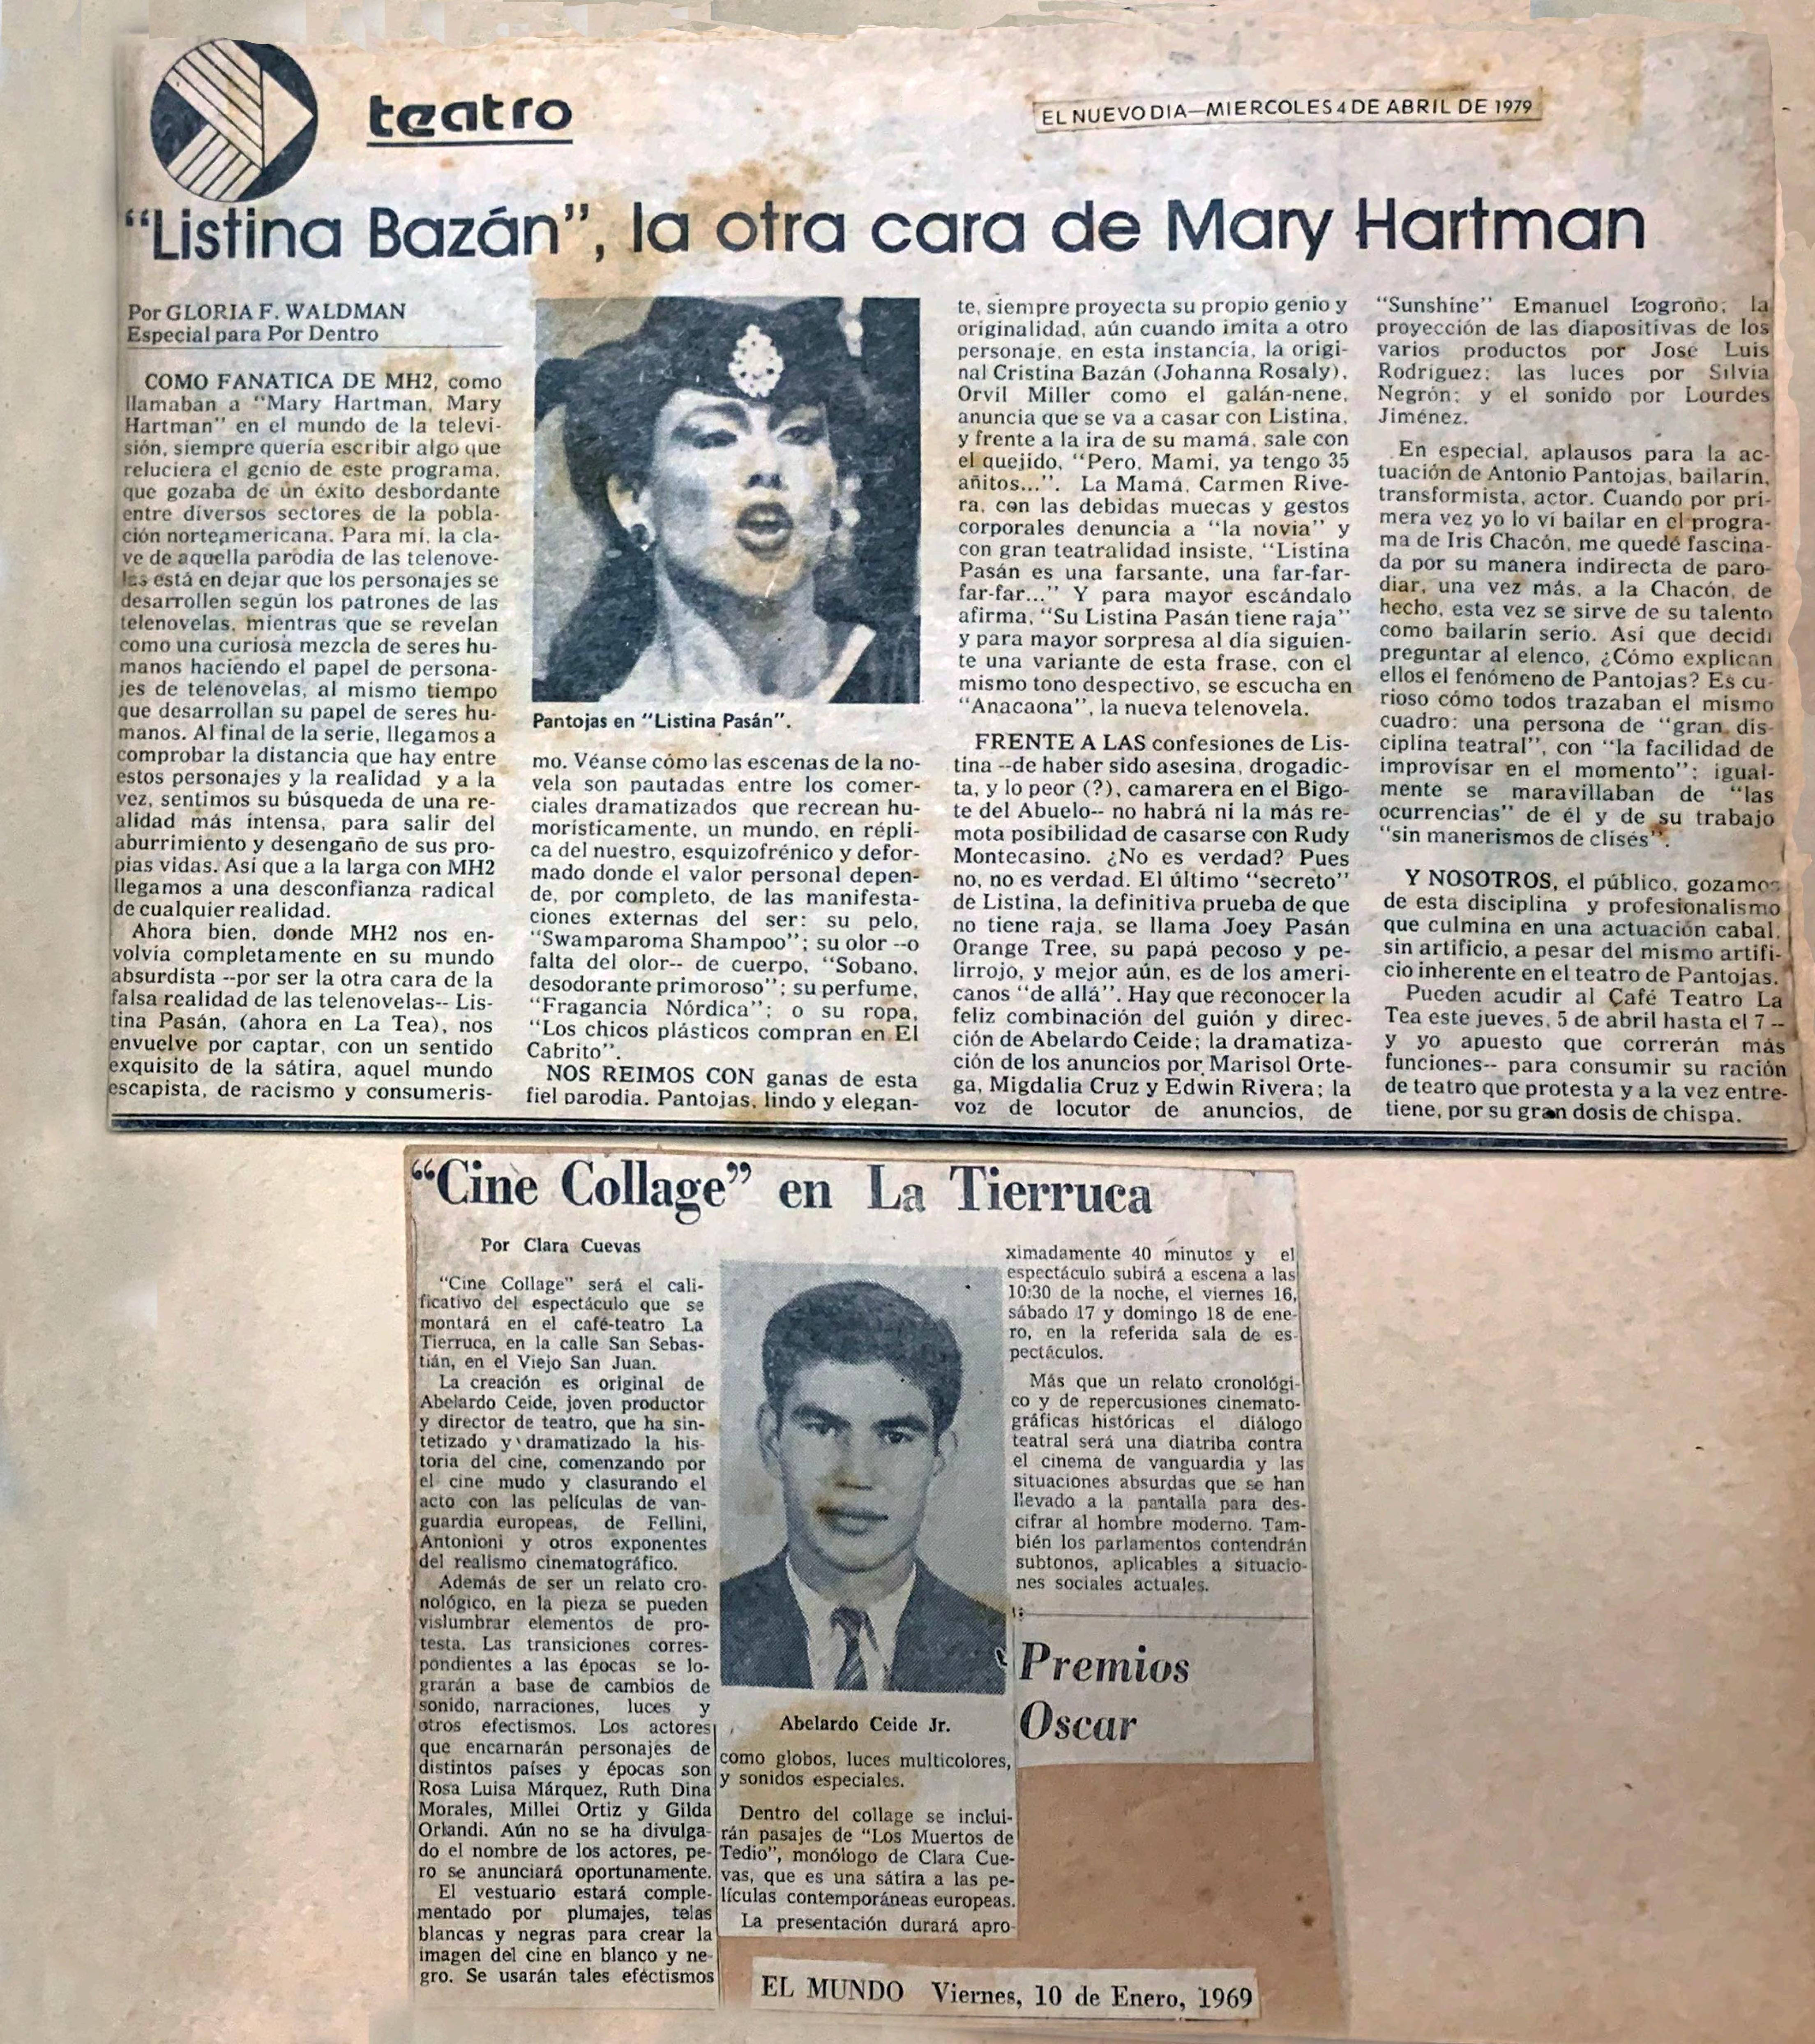 teatro
EL NUEVO DIA—MIERCOLES 4 DE ABRIL DE 1979
“Listina Bazán”, la otra cara de Mary Hartman
Por GLORIA F. WALDMAN
Especial para Por Dentro
COMO FANATICA DE MH2, como
llamaban a “Mary Hartman, Mary
Hartman” en el mundo de la televi-
sión, siempre quería escribir algo que
reluciera el genio de este programa,
que gozaba de un éxito desbordante
entre diversos sectores de la pobla-
ción norteamericana. Para mí, la cla-
ve de aquella parodia de las telenove-
las está en dejar que los personajes se
desarrollen según los patrones de las
telenovelas, mientras que se revelan
como una curiosa mezcla de seres hu-
manos haciendo el papel de persona-
jes de telenovelas, al mismo tiempo
que desarrollan su papel de seres hu-
manos. Al final de la serie, llegamos a
comprobar la distancia que hay entre
estos personajes y la realidad y a la
vez, sentimos su búsqueda de una re-
alidad más intensa, para salir del
aburrimiento y desengaño de sus pro-
pias vidas. Así que a la larga con MH2
llegamos a una desconfianza radical
de cualquier realidad.
Ahora bien, donde MH2 nos en-
volvía completamente en su mundo
absurdista --por ser la otra cara de la
falsa realidad de las telenovelas-- Lis-
tina Pasán, (ahora en La Tea), nos
envuelve por captar, con un sentido
exquisito de la sátira, aquel mundo
escapista, de racismo y consumeris-
Pantojas en “Listina Pasán”.
mo. Véanse cómo las escenas de la no-
vela son pautadas entre los comer-
ciales dramatizados que recrean hu-
morísticamente, un mundo, en répli-
ca del nuestro, esquizofrénico y defor-
mado donde el valor personal depen-
de, por completo, de las manifesta-
ciones externas del ser: su pelo,
“Swamparoma Shampoo”; su olor --o
falta del olor-- de cuerpo, “Sobano,
desodorante primoroso”; su perfume,
“Fragancia Nórdica”; o su ropa,
“Los chicos plásticos compran en El
Cabrito”.
NOS REIMOS CON ganas de esta
fiel parodia. Pantojas, lindo y elegan-
te, siempre proyecta su propio genio y
originalidad, aún cuando imita a otro
personaje, en esta instancia, la origi-
nal Cristina Bazán (Johanna Rosaly),
Orvil Miller como el galán-nene,
anuncia que se va a casar con Listina,
y frente a la ira de su mamá, sale con
el quejido, “Pero, Mami, ya tengo 35
añitos...”. La Mamá, Carmen Rive-
ra, con las debidas muecas y gestos
corporales denuncia a “la novia” y
con gran teatralidad insiste, “Listina
Pasán es una farsante, una far-far-
far-far...” Y para mayor escándalo
afirma, “Su Listina Pasán tiene raja”
y para mayor sorpresa al día siguien-
te una variante de esta frase, con el
mismo tono despectivo, se escucha en
“Anacaona”, la nueva telenovela.
FRENTE A LAS confesiones de Lis-
tina --de haber sido asesina, drogadic-
ta, y lo peor (?), camarera en el Bigo-
te del Abuelo-- no habrá ni la más re-
mota posibilidad de casarse con Rudy
Montecasino. ¿No es verdad? Pues
no, no es verdad. El último “secreto”
de Listina, la definitiva prueba de que
no tiene raja, se llama Joey Pasán
Orange Tree, su papá pecoso y pe-
lirrojo, y mejor aún, es de los ameri-
canos “de allá”. Hay que reconocer la
feliz combinación del guión y direc-
ción de Abelardo Ceide; la dramatiza-
ción de los anuncios por Marisol Orte-
ga, Migdalia Cruz y Edwin Rivera; la
voz de locutor de anuncios, de
“Sunshine” Emanuel Logroño; la
proyección de las diapositivas de los
varios productos por José Luis
Rodríguez; las luces por Silvia
Negrón; y el sonido por Lourdes
Jiménez.
En especial, aplausos para la ac-
tuación de Antonio Pantojas, bailarín,
transformista, actor. Cuando por pri-
mera vez yo lo ví bailar en el progra-
ma de Iris Chacón, me quedé fascina-
da por su manera indirecta de paro-
diar, una vez más, a la Chacón, de
hecho, esta vez se sirve de su talento
como bailarín serio. Así que decidí
preguntar al elenco, ¿Cómo explican
ellos el fenómeno de Pantojas? Es cu-
rioso cómo todos trazaban el mismo
cuadro: una persona de “gran dis-
ciplina teatral”, con “la facilidad de
improvisar en el momento”; igual-
mente se maravillaban de “las
ocurrencias” de él y de su trabajo
“sin manerismos de clisés”.
Y NOSOTROS, el público, gozamos
de esta disciplina y profesionalismo
que culmina en una actuación cabal,
sin artificio, a pesar del mismo artifi-
cio inherente en el teatro de Pantojas.
Pueden acudir al Café Teatro La
Tea este jueves, 5 de abril hasta el 7 --
y yo apuesto que correrán más
funciones-- para consumir su ración
de teatro que protesta y a la vez entre-
tiene, por su gran dosis de chispa.
“Cine Collage” en La Tierruca
Por Clara Cuevas
“Cine Collage” será el cali-
ficativo del espectáculo que se
montará en el café-teatro La
Tierruca, en la calle San Sebas-
tián, en el Viejo San Juan.
La creación es original de
Abelardo Ceide, joven productor
y director de teatro, que ha sin-
tetizado y dramatizado la his-
toria del cine, comenzando por
el cine mudo y clasurando el
acto con las películas de van-
guardia europeas, de Fellini,
Antonioni y otros exponentes
del realismo cinematográfico.
Además de ser un relato cro-
nológico, en la pieza se pueden
vislumbrar elementos de pro-
testa. Las transiciones corres-
pondientes a las épocas se lo-
grarán a base de cambios de
sonido, narraciones, luces y
otros efectismos. Los actores
que encarnarán personajes de
distintos países y épocas son
Rosa Luisa Márquez, Ruth Dina
Morales, Millei Ortiz y Gilda
Orlandi. Aún no se ha divulga-
do el nombre de los actores, pe-
ro se anunciará oportunamente.
El vestuario estará comple-
mentado por plumajes, telas
blancas y negras para crear la
imagen del cine en blanco y ne-
gro. Se usarán tales eféctismos
Abelardo Ceide Jr.
como globos, luces multicolores,
y sonidos especiales.
Dentro del collage se inclui-
rán pasajes de “Los Muertos de
Tedio”, monólogo de Clara Cue-
vas, que es una sátira a las pe-
lículas contemporáneas europeas.
La presentación durará apro-
ximadamente 40 minutos y el
espectáculo subirá a escena a las
10:30 de la noche, el viernes 16,
sábado 17 y domingo 18 de ene-
ro, en la referida sala de es-
pectáculos.
Más que un relato cronológi-
co y de repercusiones cinemato-
gráficas históricas el diálogo
teatral será una diatriba contra
el cinema de vanguardia y las
situaciones absurdas que se han
llevado a la pantalla para des-
cifrar al hombre moderno. Tam-
bién los parlamentos contendrán
subtonos, aplicables a situacio-
nes sociales actuales.
Premios
Oscar
EL MUNDO Viernes, 10 de Enero, 1969